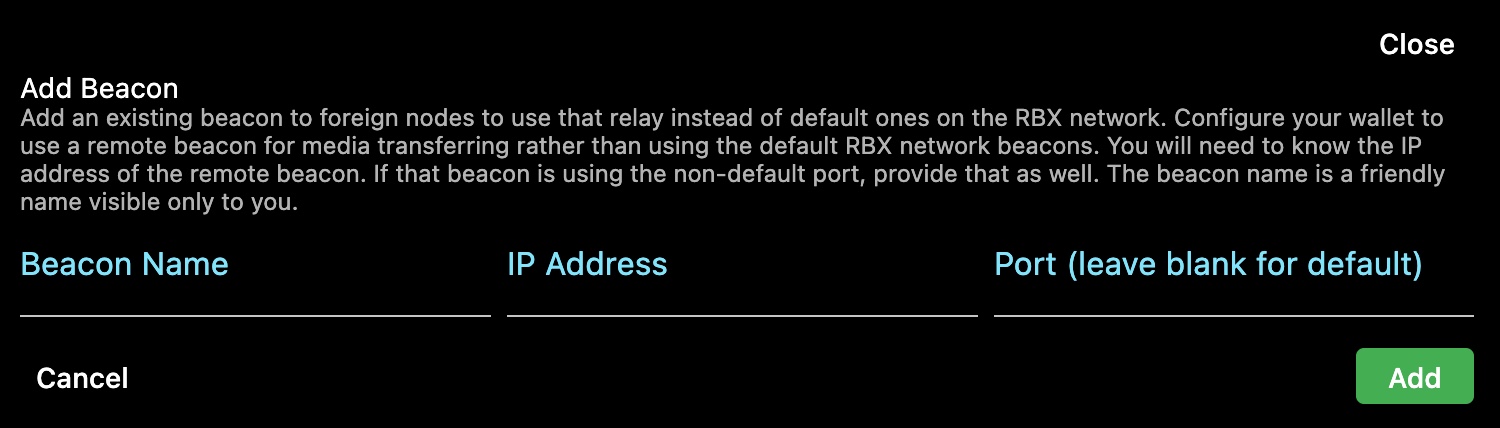 Close
Add Beacon
Add an existing beacon to foreign nodes to use that relay instead of default ones on the RBX network. Configure your wallet to
use a remote beacon for media transferring rather than using the default RBX network beacons. You will need to know the IP
address of the remote beacon. If that beacon is using the non-default port, provide that as well. The beacon name is a friendly
name visible only to you.
Beacon Name
IP Address
Port (leave blank for default)
Cancel
Add